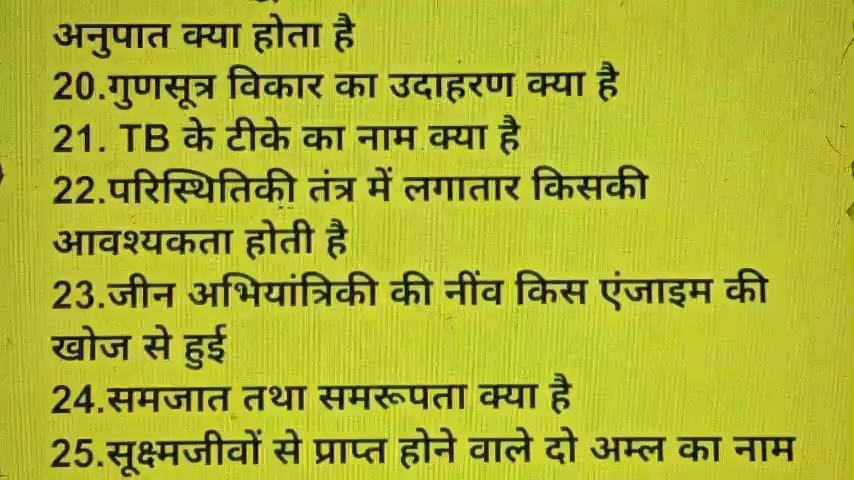 अनुपात क्या होता है
20.गुणसूत्र विकार का उदाहरण क्या है
21. TB के टीके का नाम क्या है
22.परिस्थितिकी तंत्र में लगातार किसकी
आवश्यकता होती है
23.जीन अभियांत्रिकी की नींव किस एंजाइम की
खोज से हुई
24.समजात तथा समरूपता क्या है
25.सूक्ष्मजीवों से प्राप्त होने वाले दो अम्ल का नाम